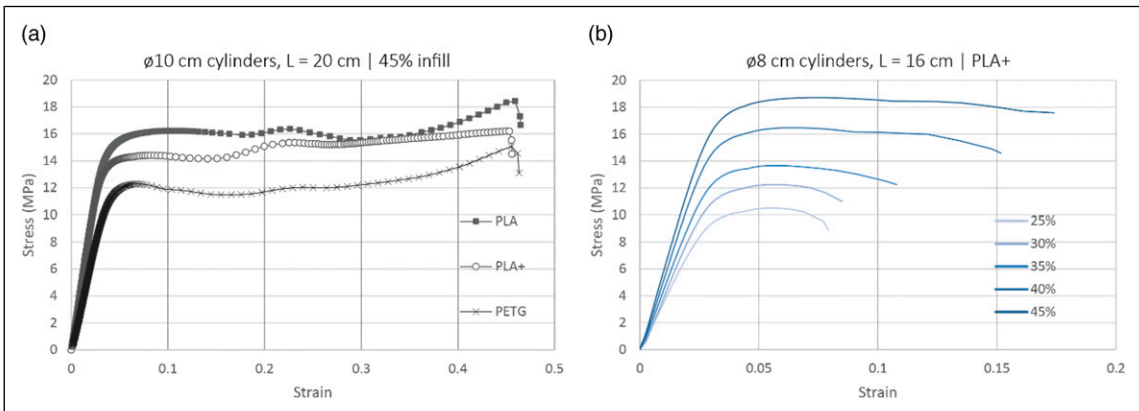 (a)
ø10 cm cylinders, L = 20 cm | 45% infill
Stress (MPa)
20
18
16
14
12
10
8
6
4
2
0
0 0.1 0.2 0.3 0.4 0.5
Strain
PLA
PLA+
PETG
(b)
ø8 cm cylinders, L = 16 cm | PLA+
Stress (MPa)
20
18
16
14
12
10
8
6
4
2
0
0 0.05 0.1 0.15 0.2
Strain
25%
30%
35%
40%
45%